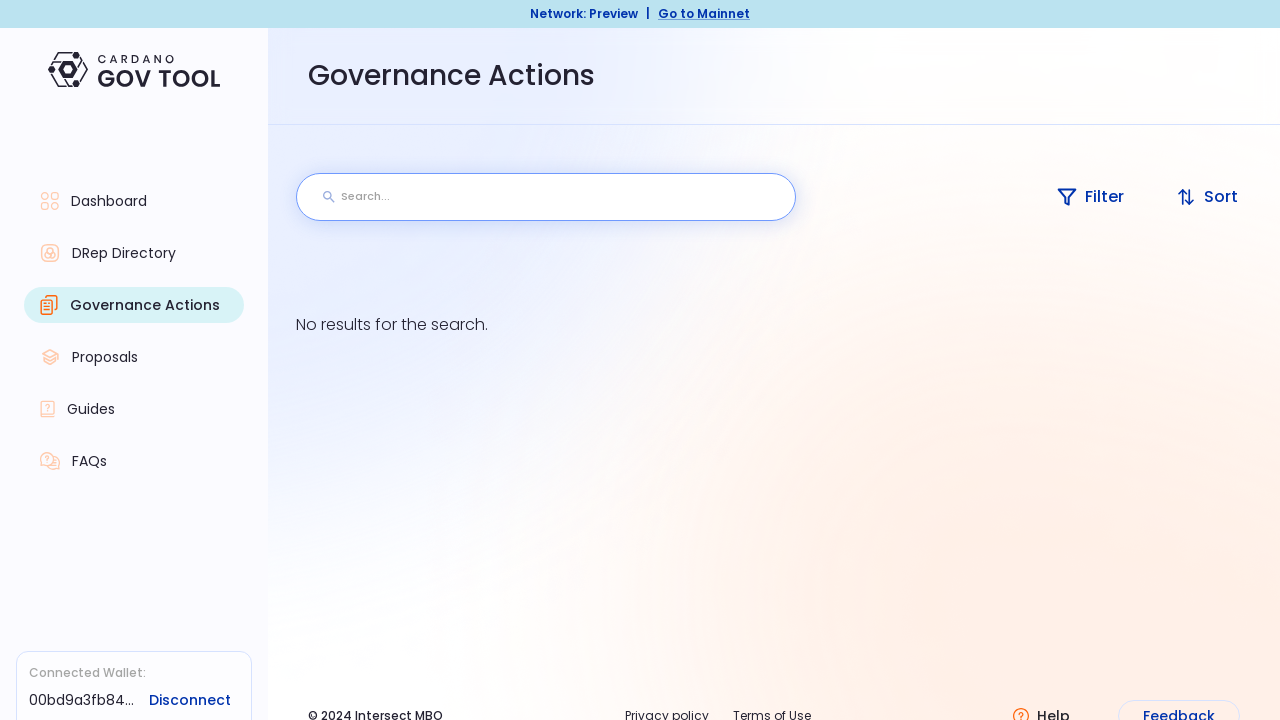 Network: Preview | Go to Mainnet
CARDANO
GOV TOOL
Governance Actions
Search...
Filter
Sort
Dashboard
DRep Directory
Governance Actions
Proposals
Guides
FAQs
No results for the search.
Connected Wallet:
00bd9a3fb84... Disconnect
© 2024 Intersect MBO
Privacy policy
Terms of Use
Help
Feedback